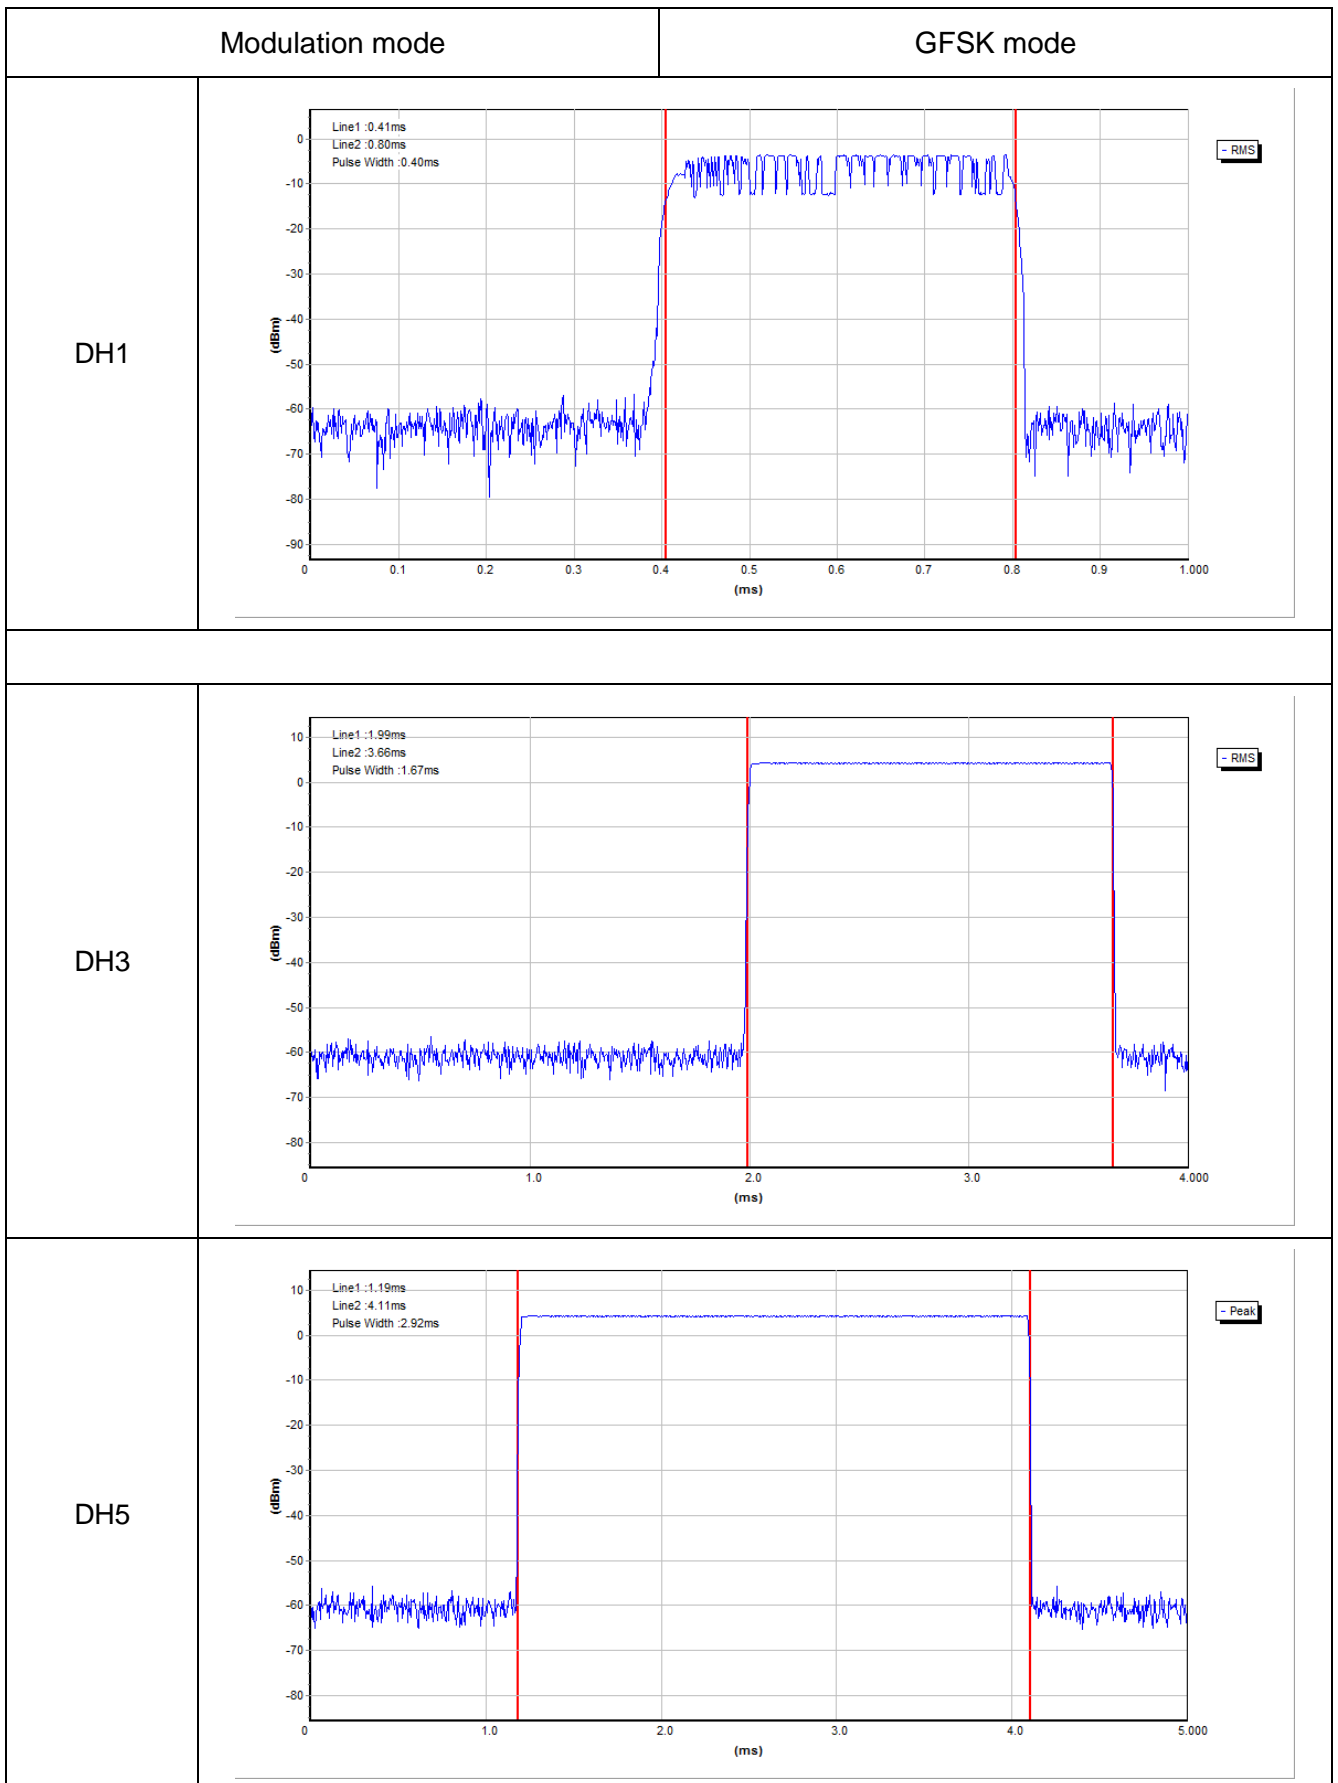 Modulation mode
GFSK mode
DH1
Line1 :0.41ms
Line2 :0.80ms
Pulse Width :0.40ms
- RMS
0
-10
-20
-30
-40
-50
-60
-70
-80
-90
(dBm)
0 0.1 0.2 0.3 0.4 0.5 0.6 0.7 0.8 0.9 1.000
(ms)
DH3
Line1 :1.99ms
Line2 :3.66ms
Pulse Width :1.67ms
- RMS
10
0
-10
-20
-30
-40
-50
-60
-70
-80
(dBm)
0 1.0 2.0 3.0 4.000
(ms)
DH5
Line1 :1.19ms
Line2 :4.11ms
Pulse Width :2.92ms
- Peak
10
0
-10
-20
-30
-40
-50
-60
-70
-80
(dBm)
0 1.0 2.0 3.0 4.0 5.000
(ms)